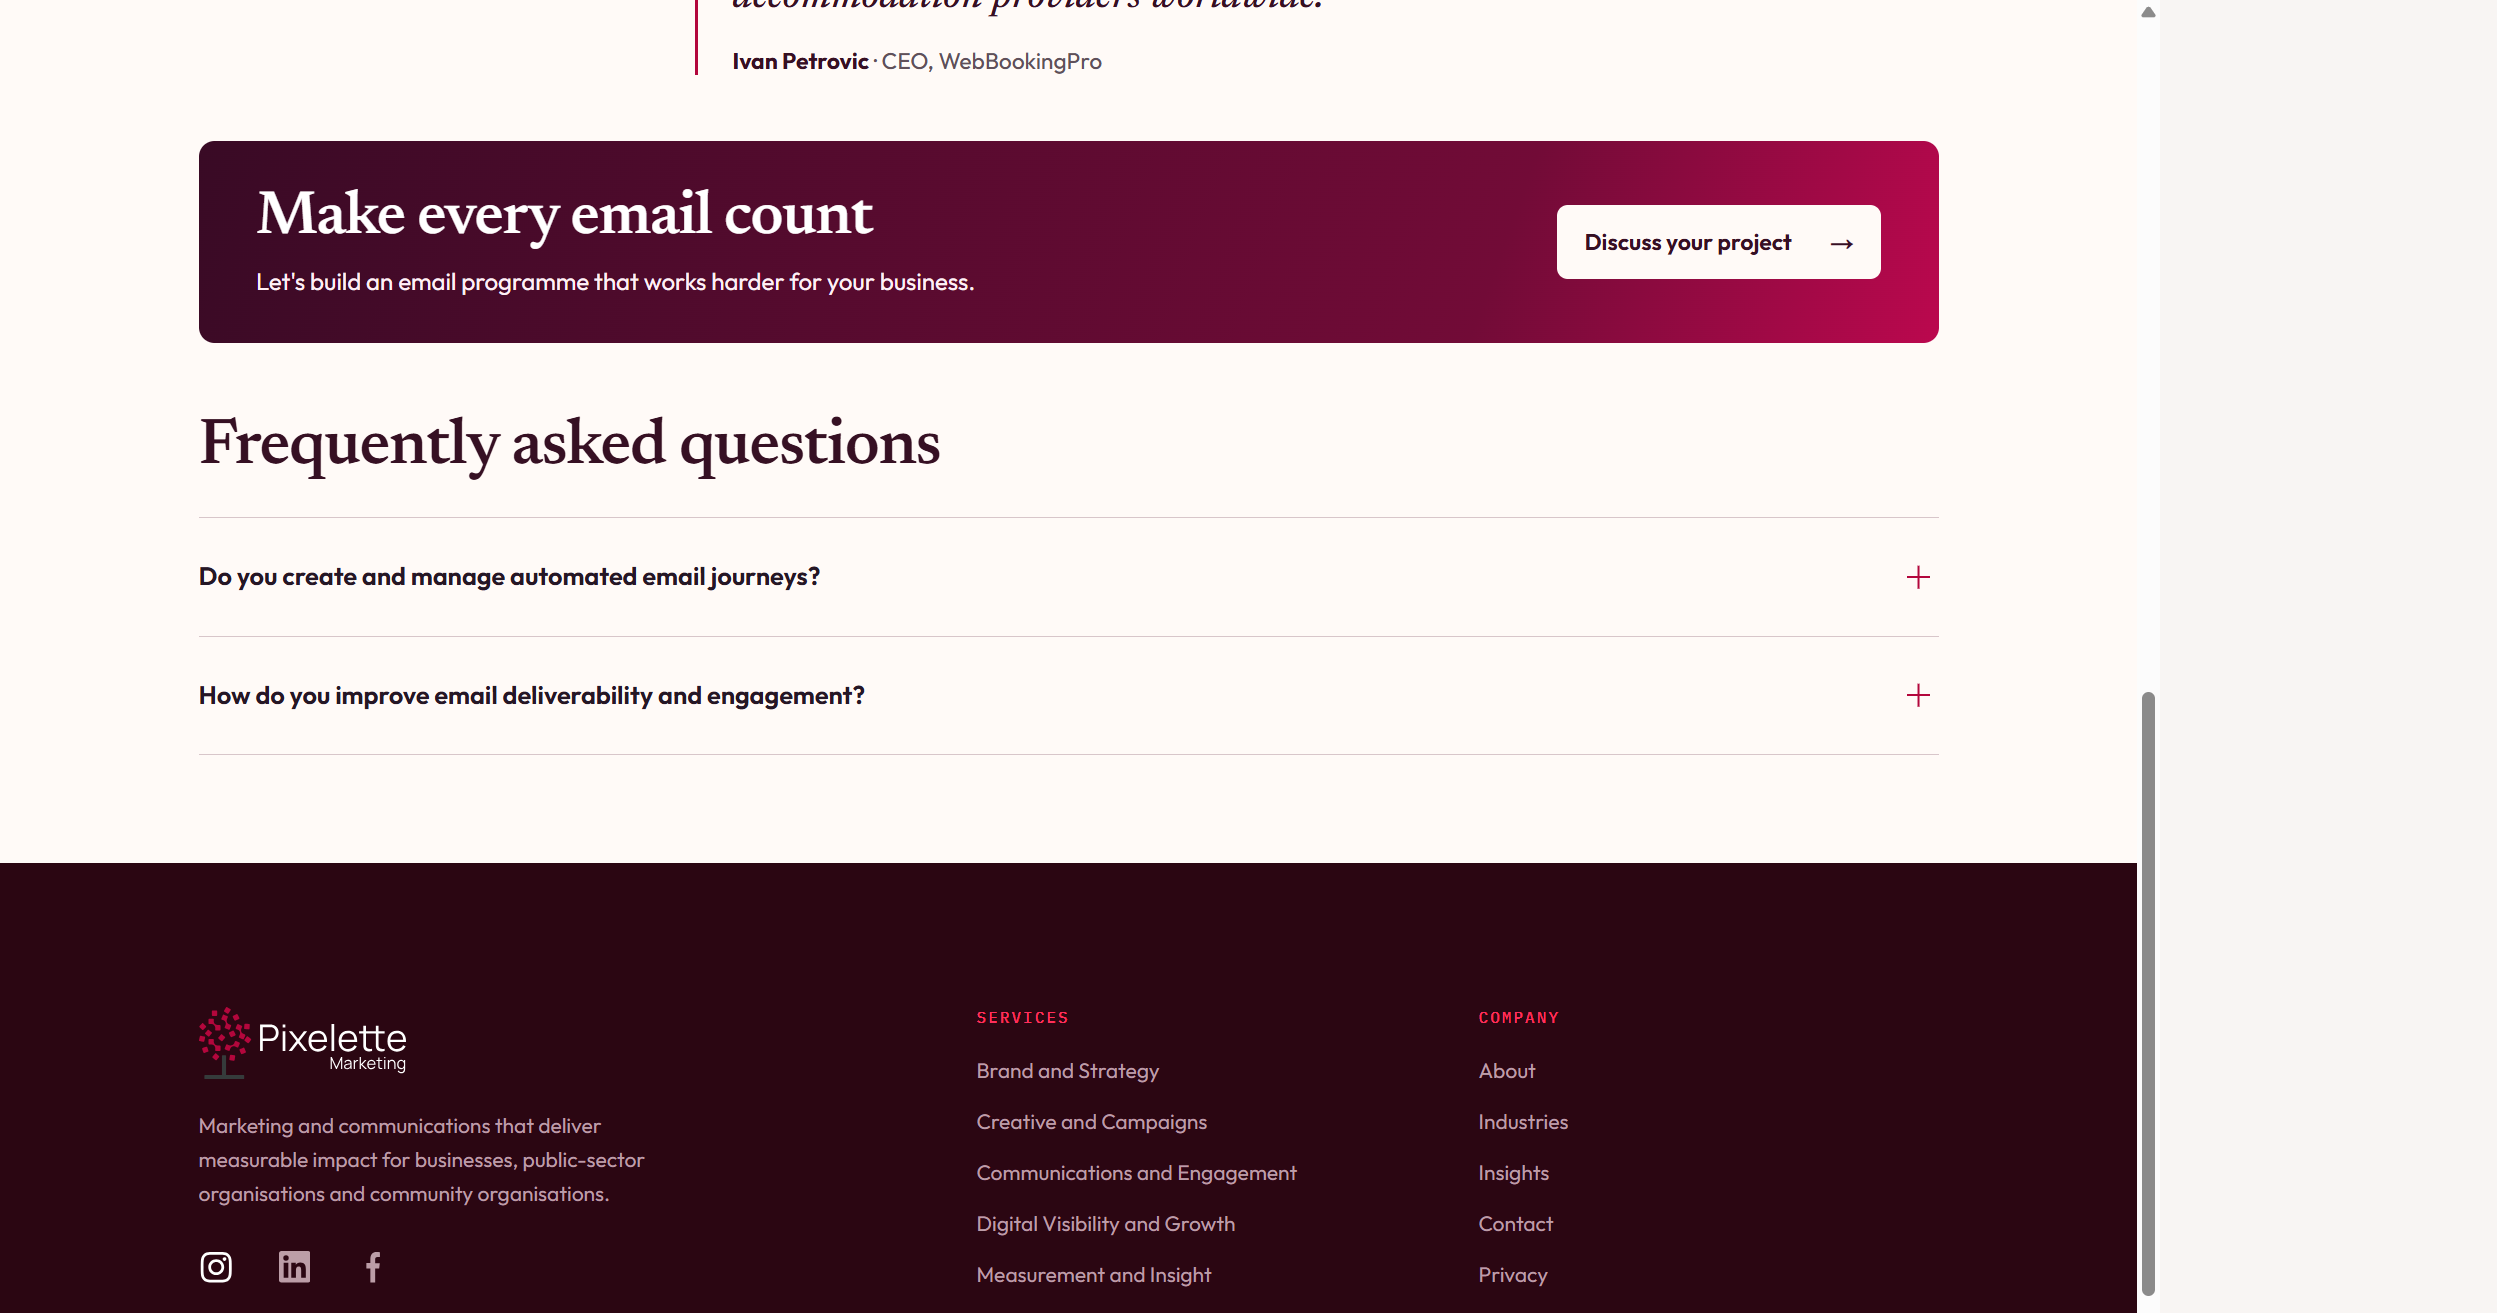 accommodation providers worldwide.
Ivan Petrovic · CEO, WebBookingPro
Make every email count
Let's build an email programme that works harder for your business.
Discuss your project →
Frequently asked questions
Do you create and manage automated email journeys?
How do you improve email deliverability and engagement?
Pixelette
Marketing
Marketing and communications that deliver
measurable impact for businesses, public-sector
organisations and community organisations.
SERVICES
Brand and Strategy
Creative and Campaigns
Communications and Engagement
Digital Visibility and Growth
Measurement and Insight
COMPANY
About
Industries
Insights
Contact
Privacy